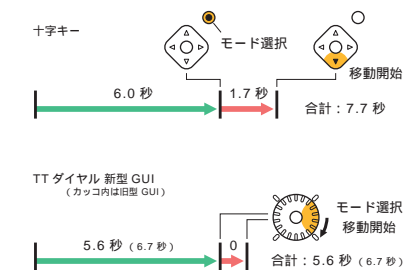 十字キー
モード選択
移動開始
6.0 秒
1.7 秒
合計：7.7 秒
TT ダイヤル 新型 GUI
（カッコ内は旧型 GUI）
モード選択
移動開始
5.6 秒（6.7 秒）
0
合計：5.6 秒（6.7 秒）